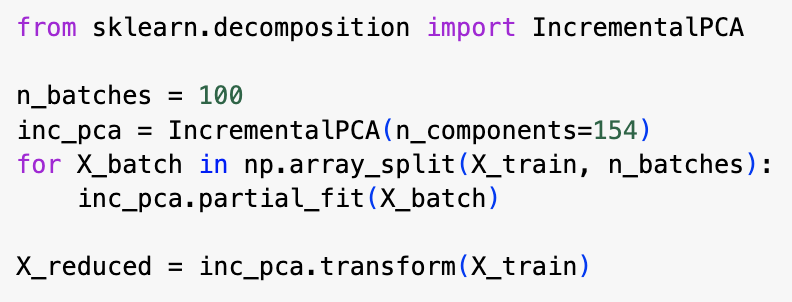 from sklearn.decomposition import IncrementalPCA
n_batches = 100
inc_pca = IncrementalPCA(n_components=154)
for X_batch in np.array_split(X_train, n_batches):
    inc_pca.partial_fit(X_batch)
X_reduced = inc_pca.transform(X_train)